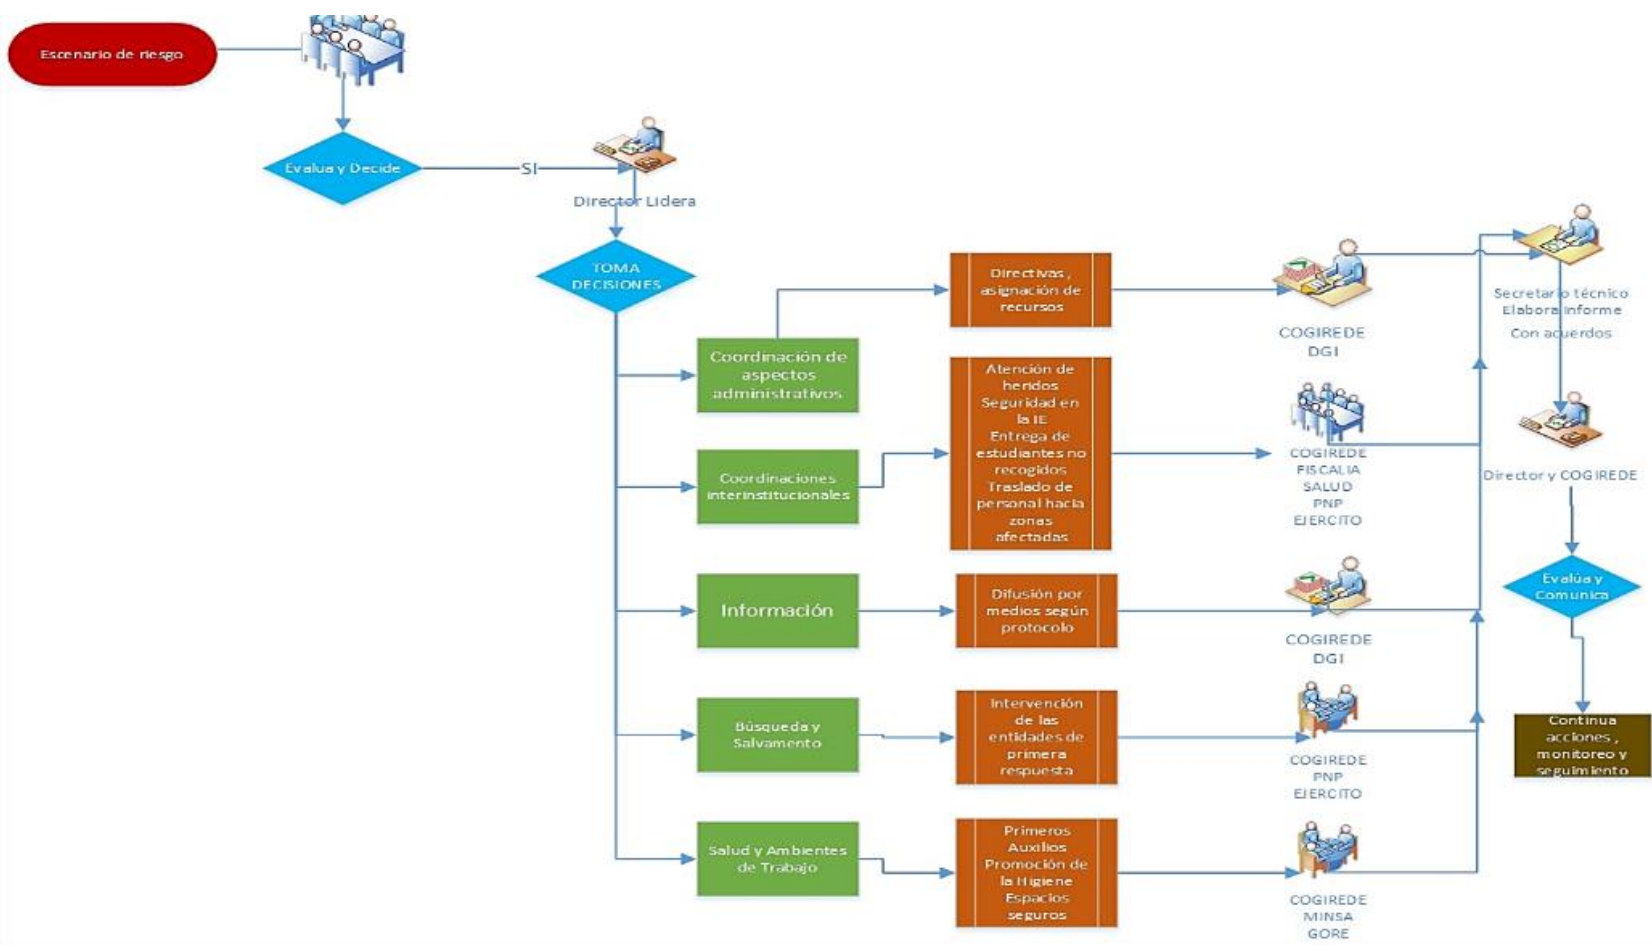 Escenario de riesgo
Evalua y Decide
SI
Director Lidera
TOMA
DECISIONES
Coordinación de
aspectos
administrativos
Directivas,
asignación de
recursos
COGIREDE
DGI
Secretario técnico
Elabora Informe
Con acuerdos
Coordinaciones
interinstitucionales
Atención de
heridos
Seguridad en
la IE
Entrega de
estudiantes no
recogidos
Traslado de
personal hacia
zonas
afectadas
COGIREDE
FISCALIA
SALUD
PNP
EJERCITO
Director y COGIREDE
Información
Difusión por
medios según
protocolo
COGIREDE
DGI
Evalúa y
Comunica
Búsqueda y
Salvamento
Intervención
de las
entidades de
primera
respuesta
COGIREDE
PNP
EJERCITO
Continua
acciones,
monitoreo y
seguimiento
Salud y Ambientes
de Trabajo
Primeros
Auxilios
Promoción de
la Higiene
Espacios
seguros
COGIREDE
MINSA
GORE